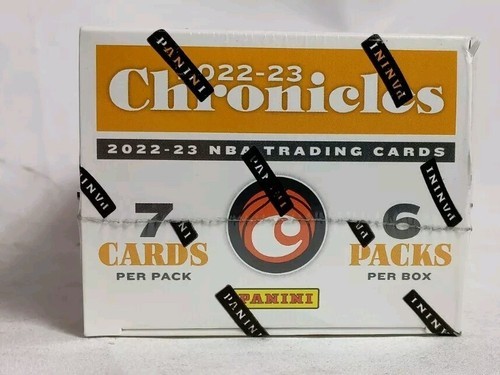 2022-23
Chronicles
2022-23 NBA TRADING CARDS
7
CARDS
PER PACK
6
PACKS
PER BOX
PANINI
PANINI
PANINI
PANINI
PANINI
PANINI
PANINI
PANINI